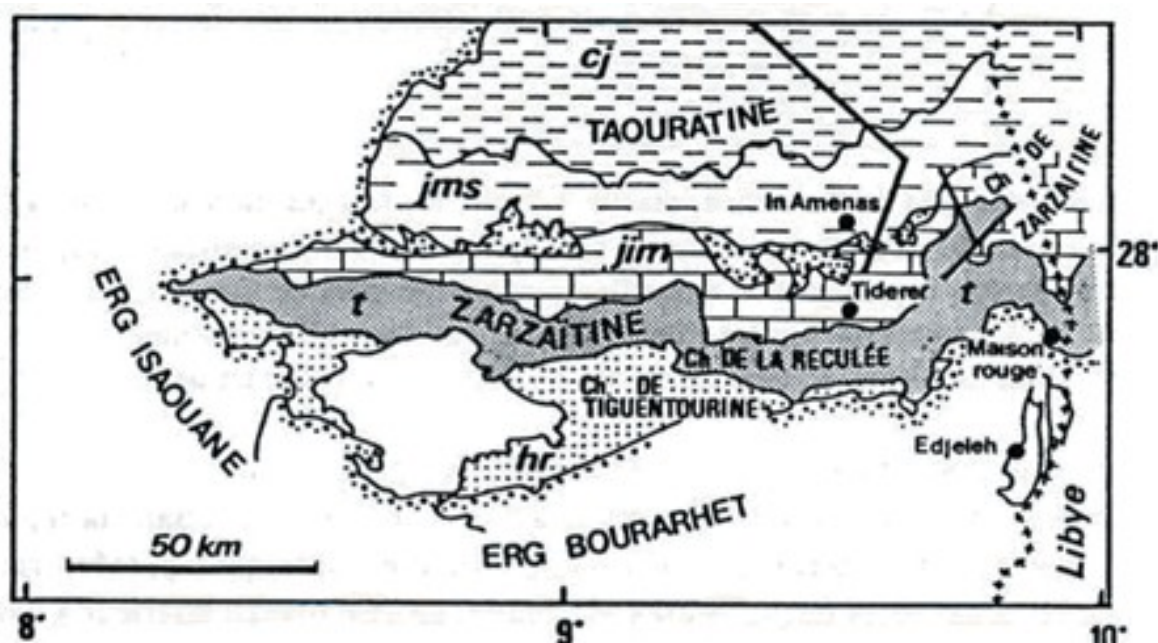 cj
TAOURATINE
Ch DE
ZARZAITINE
jms
In Amenas
28°
jim
Tiderer
t
t
ZARZAÏTINE
ERG ISAOUANE
Ch DE LA RECULÉE
Maison
rouge
Ch. DE
TIGUENTOURINE
hr
Edjeleh
ERG BOURARHET
Libye
50 km
8°
9°
10°